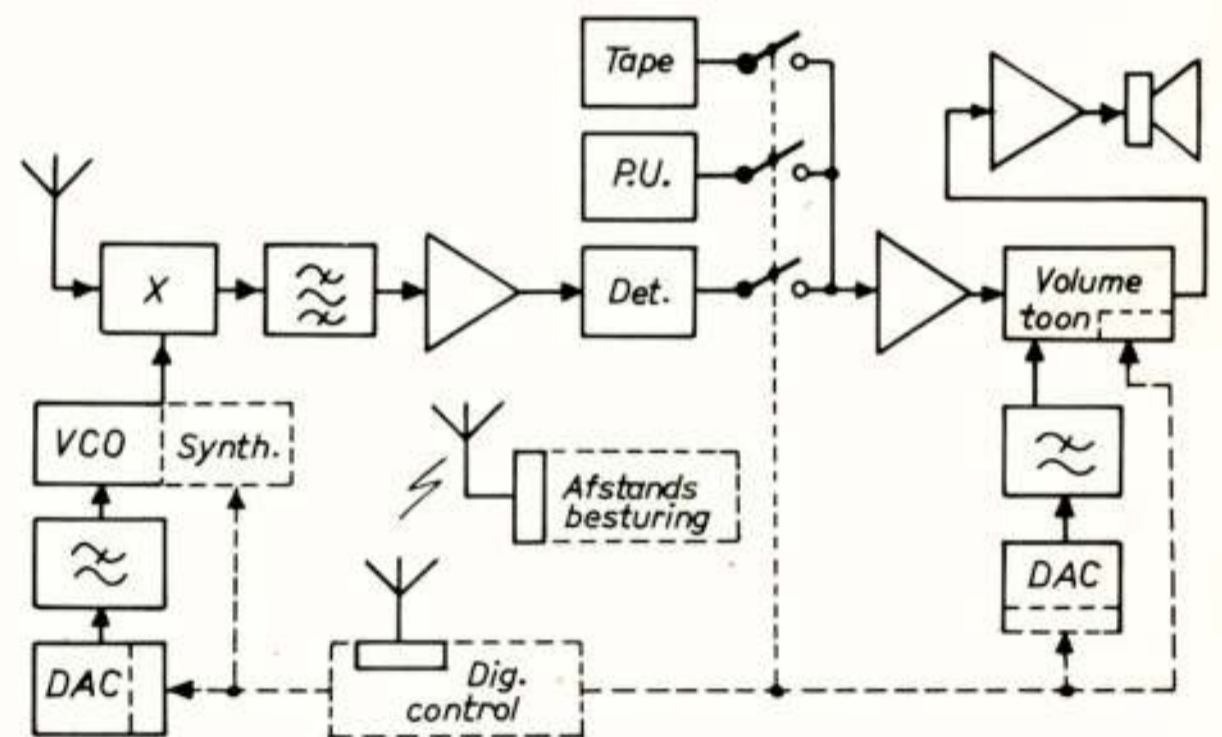 Tape
P.U.
X
Det.
Volume
toon
VCO
Synth.
Afstands
besturing
DAC
DAC
Dig.
control